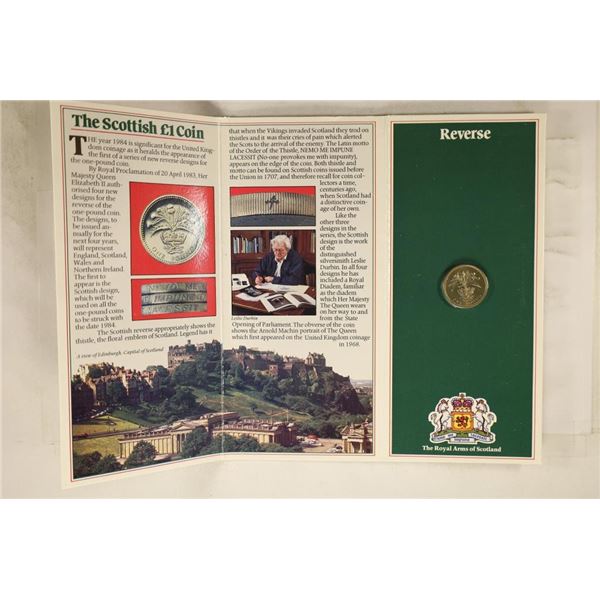 The Scottish £1 Coin
THE year 1984 is significant for the United King-
dom coinage as it heralds the appearance of
the first of a series of new reverse designs for
the one-pound coin.
By Royal Proclamation of 20 April 1983, Her
Majesty Queen
Elizabeth II auth-
orised four new
designs for the
reverse of the
one-pound coin.
The designs, to
be issued an-
nually for the
next four years,
will represent
England, Scotland,
Wales and
Northern Ireland.
The first to
appear is the
Scottish design,
which will be
used on all the
one-pound coins
to be struck with
the date 1984.
The Scottish reverse appropriately shows the
thistle, the floral emblem of Scotland. Legend has it
ONE POUND
NEMO ME
IMPUNE
LACESSIT
A view of Edinburgh, Capital of Scotland
that when the Vikings invaded Scotland they trod on
thistles and it was their cries of pain which alerted
the Scots to the arrival of the enemy. The Latin motto
of the Order of the Thistle, NEMO ME IMPUNE
LACESSIT (No-one provokes me with impunity),
appears on the edge of the coin. Both thistle and
motto can be found on Scottish coins issued before
the Union in 1707, and therefore recall for coin col-
lectors a time,
centuries ago,
when Scotland had
a distinctive coin-
age of her own.
Like the
other three
designs in the
series, the Scottish
design is the work
of the
distinguished
silversmith Leslie
Durbin. In all four
designs he has
included a Royal
Diadem, familiar
as the diadem
which Her Majesty
The Queen wears
on her way to and
from the State
Leslie Durbin
Opening of Parliament. The obverse of the coin
shows the Arnold Machin portrait of The Queen
which first appeared on the United Kingdom coinage
in 1968.
Reverse
The Royal Arms of Scotland